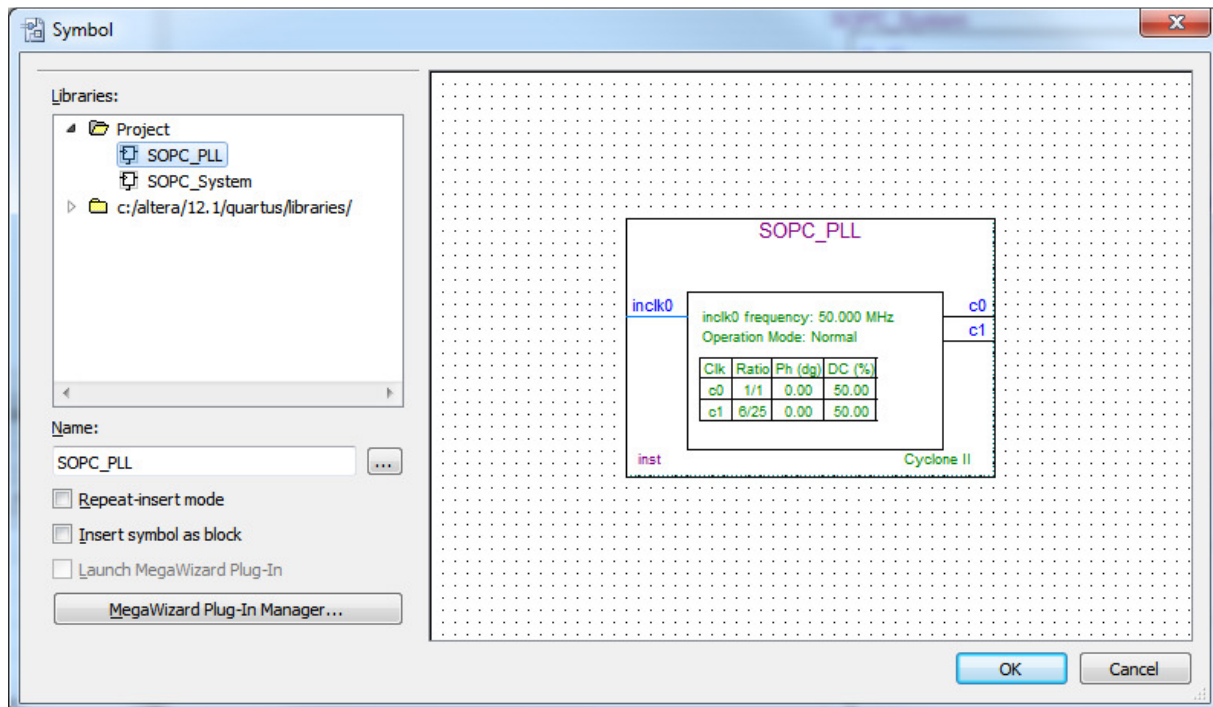 Symbol
Libraries:
Project
SOPC_PLL
SOPC_System
c:/altera/12.1/quartus/libraries/
Name:
SOPC_PLL
...
Repeat-insert mode
Insert symbol as block
Launch MegaWizard Plug-In
MegaWizard Plug-In Manager...
SOPC_PLL
inclk0
c0
c1
inclk0 frequency: 50.000 MHz
Operation Mode: Normal
Clk Ratio Ph (dg) DC (%)
c0 1/1 0.00 50.00
c1 6/25 0.00 50.00
inst
Cyclone II
OK
Cancel